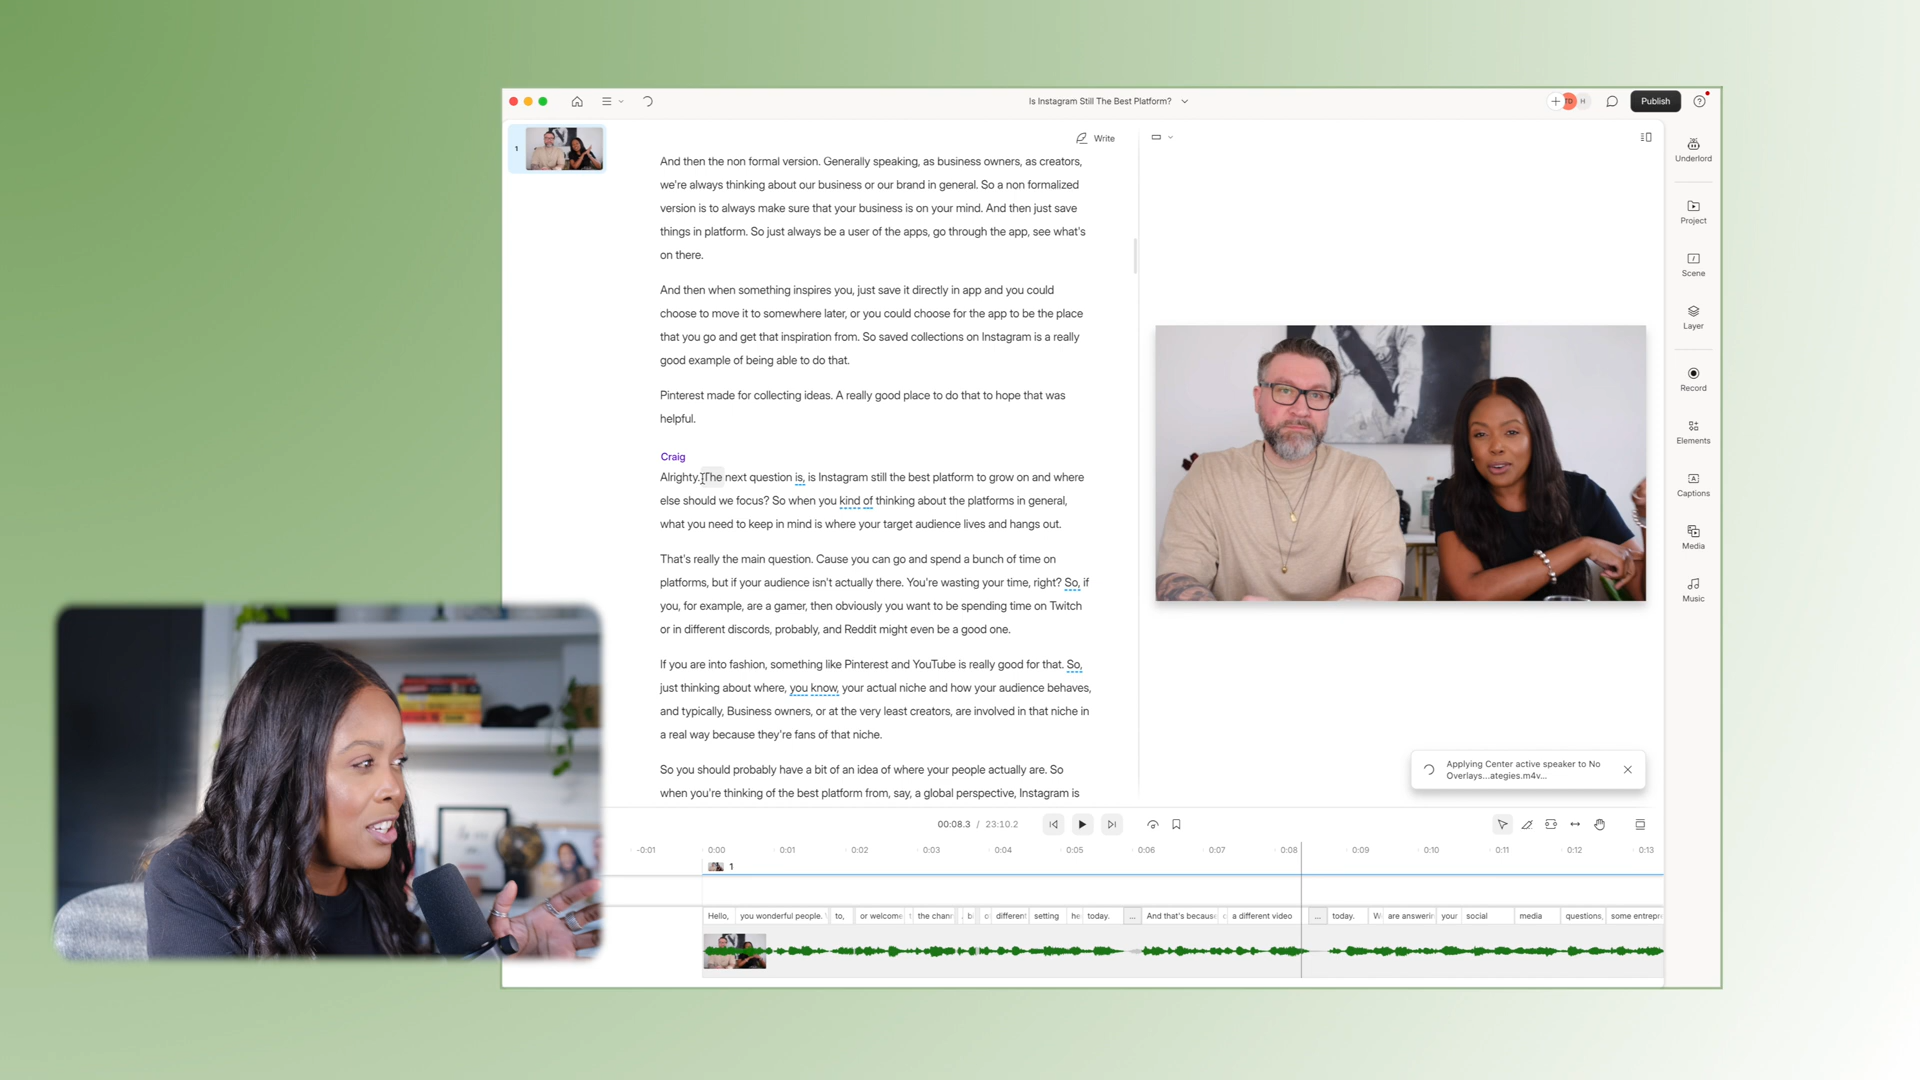 Is Instagram Still The Best Platform?
TD
H
Publish
1
Write
And then the non formal version. Generally speaking, as business owners, as creators,
we're always thinking about our business or our brand in general. So a non formalized
version is to always make sure that your business is on your mind. And then just save
things in platform. So just always be a user of the apps, go through the app, see what's
on there.
And then when something inspires you, just save it directly in app and you could
choose to move it to somewhere later, or you could choose for the app to be the place
that you go and get that inspiration from. So saved collections on Instagram is a really
good example of being able to do that.
Pinterest made for collecting ideas. A really good place to do that to hope that was
helpful.
Craig
Alrighty. The next question is, is Instagram still the best platform to grow on and where
else should we focus? So when you kind of thinking about the platforms in general,
what you need to keep in mind is where your target audience lives and hangs out.
That's really the main question. Cause you can go and spend a bunch of time on
platforms, but if your audience isn't actually there. You're wasting your time, right? So, if
you, for example, are a gamer, then obviously you want to be spending time on Twitch
or in different discords, probably, and Reddit might even be a good one.
If you are into fashion, something like Pinterest and YouTube is really good for that. So,
just thinking about where, you know, your actual niche and how your audience behaves,
and typically, Business owners, or at the very least creators, are involved in that niche in
a real way because they're fans of that niche.
So you should probably have a bit of an idea of where your people actually are. So
when you're thinking of the best platform from, say, a global perspective, Instagram is
Underlord
Project
Scene
Layer
Record
Elements
Captions
Media
Music
Applying Center active speaker to No
Overlays...ategies.m4v...
00:08.3 / 23:10.2
-0:01 0:00 0:01 0:02 0:03 0:04 0:05 0:06 0:07 0:08 0:09 0:10 0:11 0:12 0:13
1
Hello, you wonderful people. to, or welcome the chann different setting he today. ... And that's because a different video ... today. W are answerin your social media questions, some entrepr